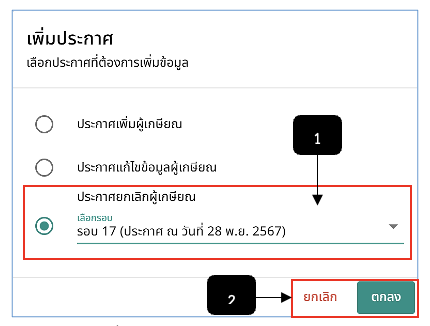 เพิ่มประกาศ
เลือกประกาศที่ต้องการเพิ่มข้อมูล
ประกาศเพิ่มผู้เกษียณ
1
ประกาศแก้ไขข้อมูลผู้เกษียณ
ประกาศยกเลิกผู้เกษียณ
เลือกรอบ
รอบ 17 (ประกาศ ณ วันที่ 28 พ.ย. 2567)
2
ยกเลิก
ตกลง